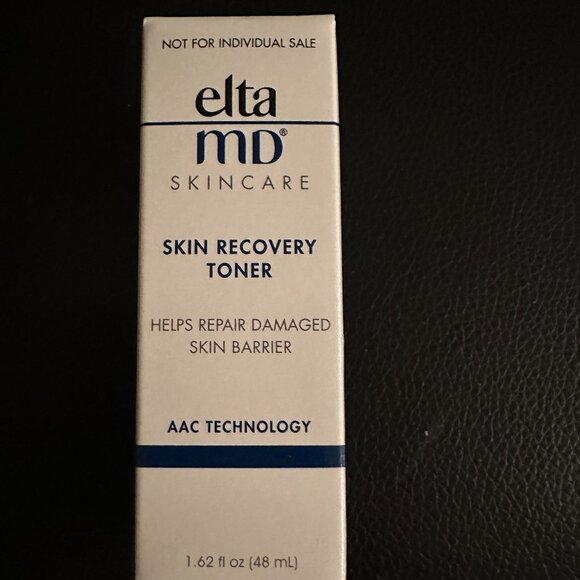 NOT FOR INDIVIDUAL SALE
elta
MD®
SKINCARE
SKIN RECOVERY
TONER
HELPS REPAIR DAMAGED
SKIN BARRIER
AAC TECHNOLOGY
1.62 fl oz (48 mL)